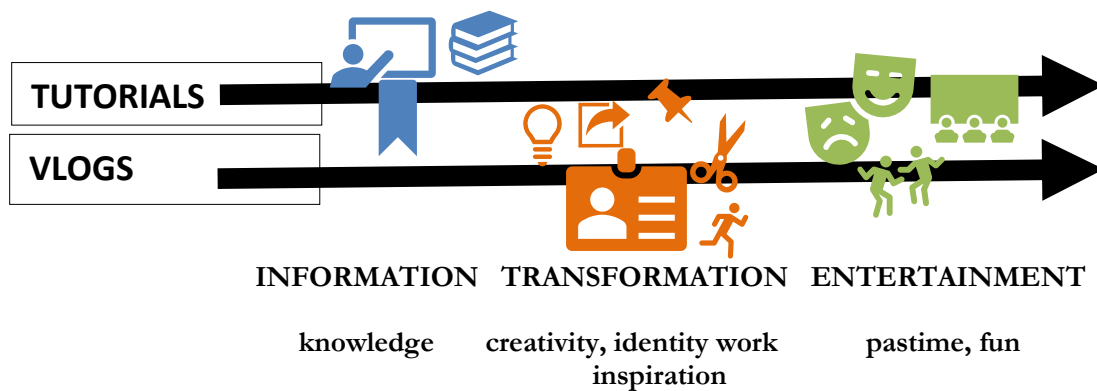 TUTORIALS
VLOGS
INFORMATION TRANSFORMATION ENTERTAINMENT
knowledge creativity, identity work pastime, fun
inspiration